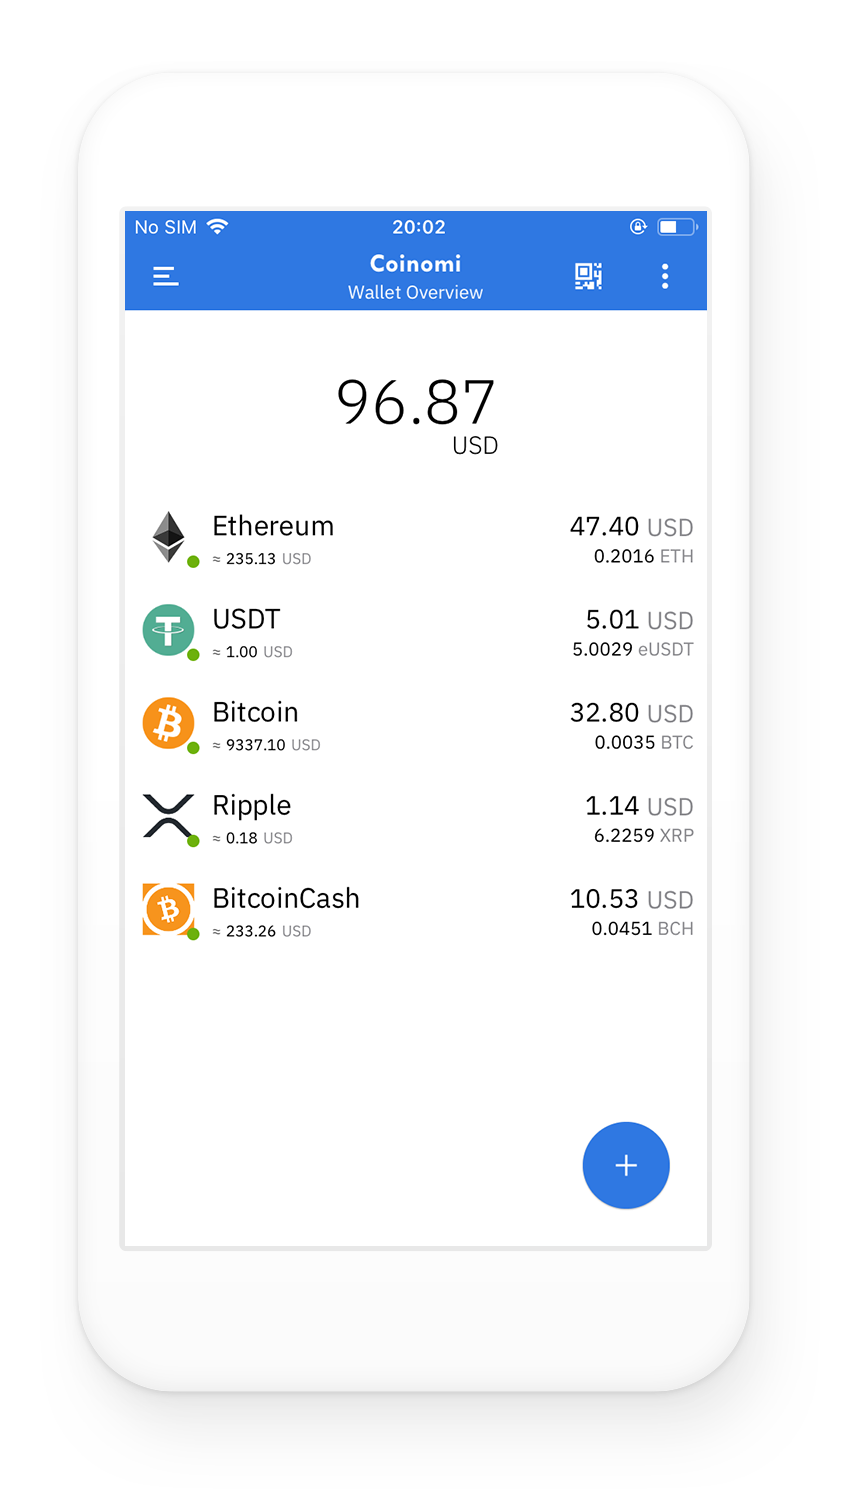 No SIM 20:02
Coinomi
Wallet Overview
96.87
USD
Ethereum 47.40 USD
≈ 235.13 USD 0.2016 ETH
USDT 5.01 USD
≈ 1.00 USD 5.0029 eUSDT
Bitcoin 32.80 USD
≈ 9337.10 USD 0.0035 BTC
Ripple 1.14 USD
≈ 0.18 USD 6.2259 XRP
BitcoinCash 10.53 USD
≈ 233.26 USD 0.0451 BCH